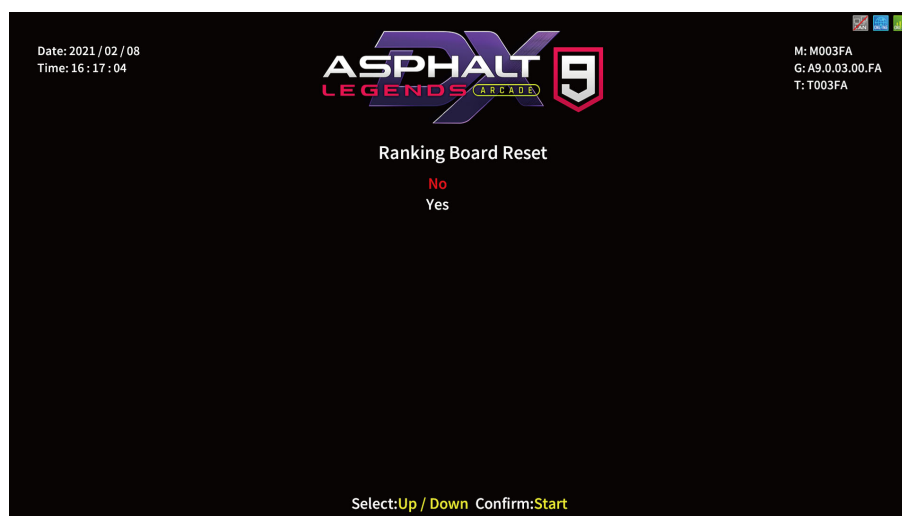 Date: 2021 / 02 / 08
Time: 16 : 17 : 04
DX
ASPHALT 9
LEGENDS ARCADE
M: M003FA
G: A9.0.03.00.FA
T: T003FA
Ranking Board Reset
No
Yes
Select:Up / Down Confirm:Start